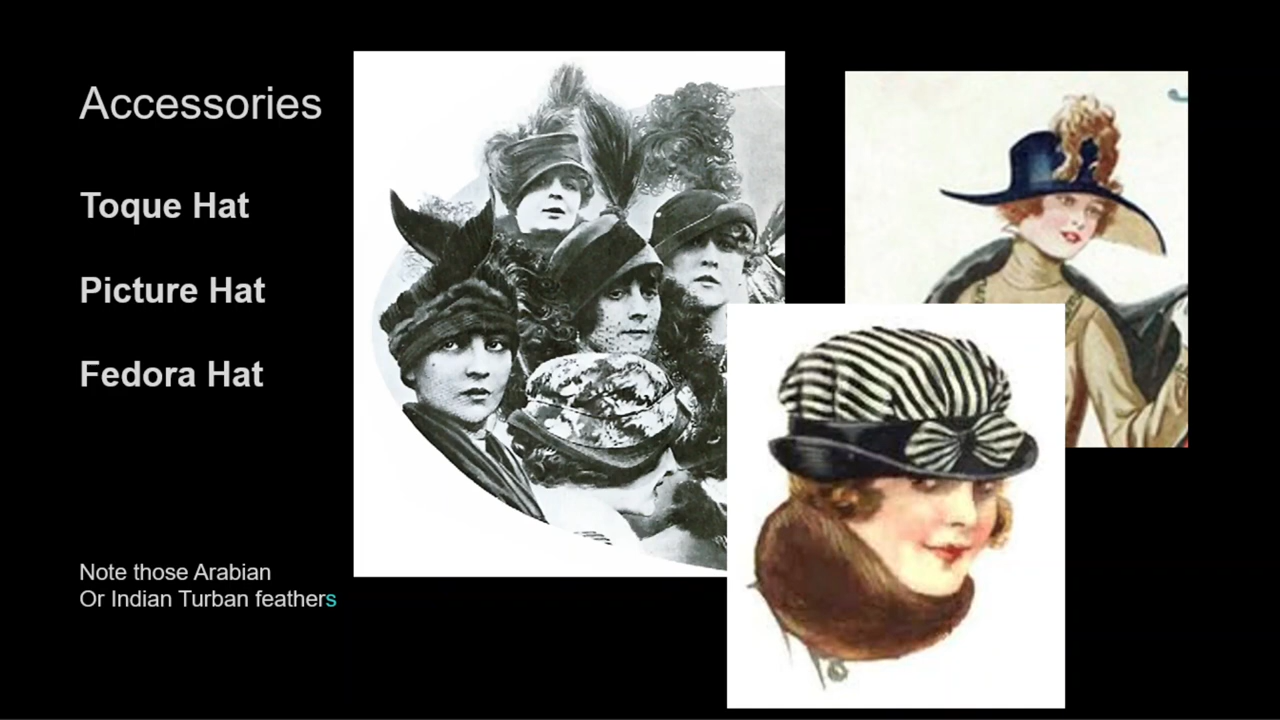 Accessories
Toque Hat
Picture Hat
Fedora Hat
Note those Arabian
Or Indian Turban feathers